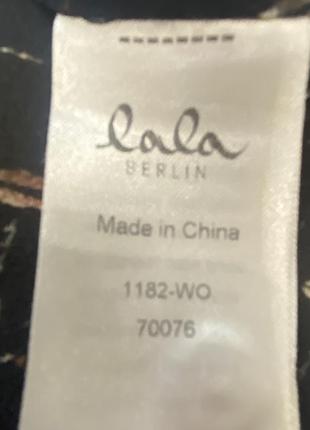 lala
BERLIN
Made in China
1182-WO
70076